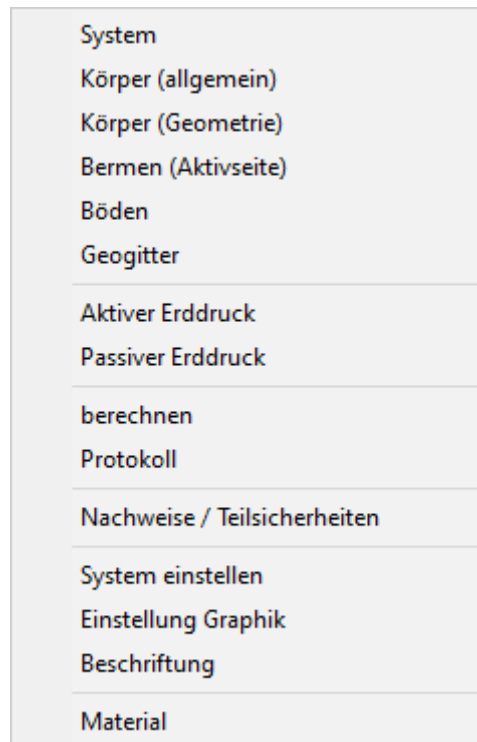 System
Körper (allgemein)
Körper (Geometrie)
Bermen (Aktivseite)
Böden
Geogitter
Aktiver Erddruck
Passiver Erddruck
berechnen
Protokoll
Nachweise / Teilsicherheiten
System einstellen
Einstellung Graphik
Beschriftung
Material